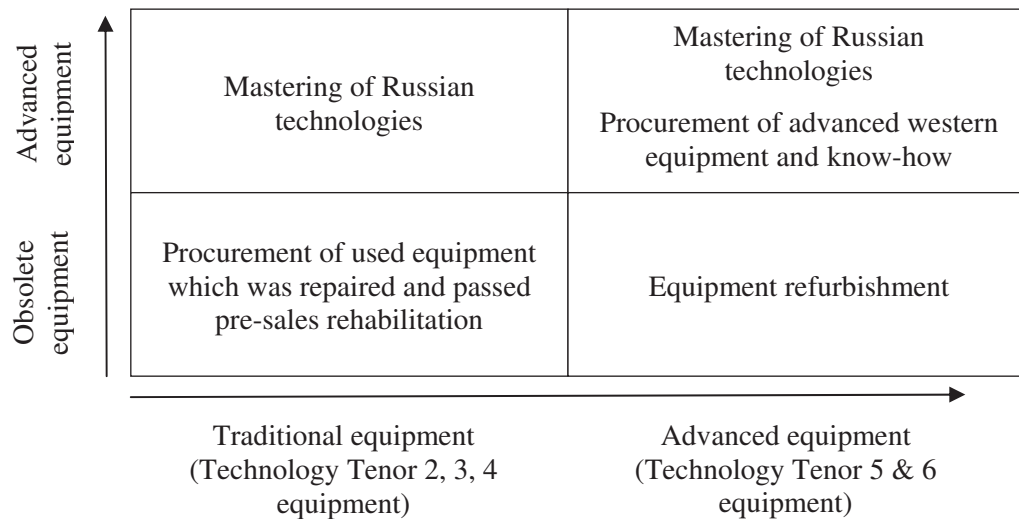 Advanced
equipment
Mastering of Russian
technologies
Mastering of Russian
technologies
Procurement of advanced western
equipment and know-how
Obsolete
equipment
Procurement of used equipment
which was repaired and passed
pre-sales rehabilitation
Equipment refurbishment
Traditional equipment
(Technology Tenor 2, 3, 4
equipment)
Advanced equipment
(Technology Tenor 5 & 6
equipment)